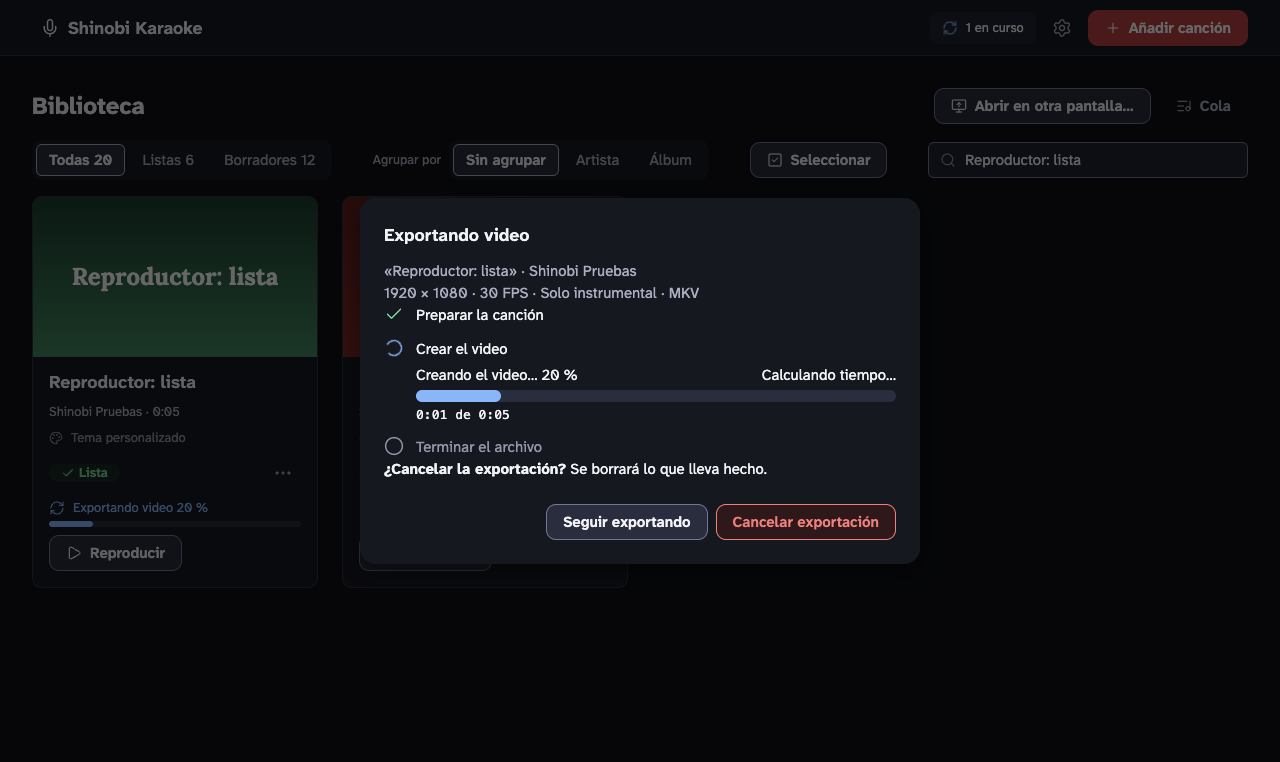 Shinobi Karaoke
1 en curso
Añadir canción
Biblioteca
Abrir en otra pantalla...
Cola
Todas 20
Listas 6
Borradores 12
Agrupar por
Sin agrupar
Artista
Álbum
Seleccionar
Reproductor: lista
Reproductor: lista
Reproductor: lista
Shinobi Pruebas · 0:05
Tema personalizado
Lista
Exportando video 20 %
Reproducir
Exportando video
«Reproductor: lista» · Shinobi Pruebas
1920 × 1080 · 30 FPS · Solo instrumental · MKV
Preparar la canción
Crear el video
Creando el video... 20 %
Calculando tiempo...
0:01 de 0:05
Terminar el archivo
¿Cancelar la exportación? Se borrará lo que lleva hecho.
Seguir exportando
Cancelar exportación